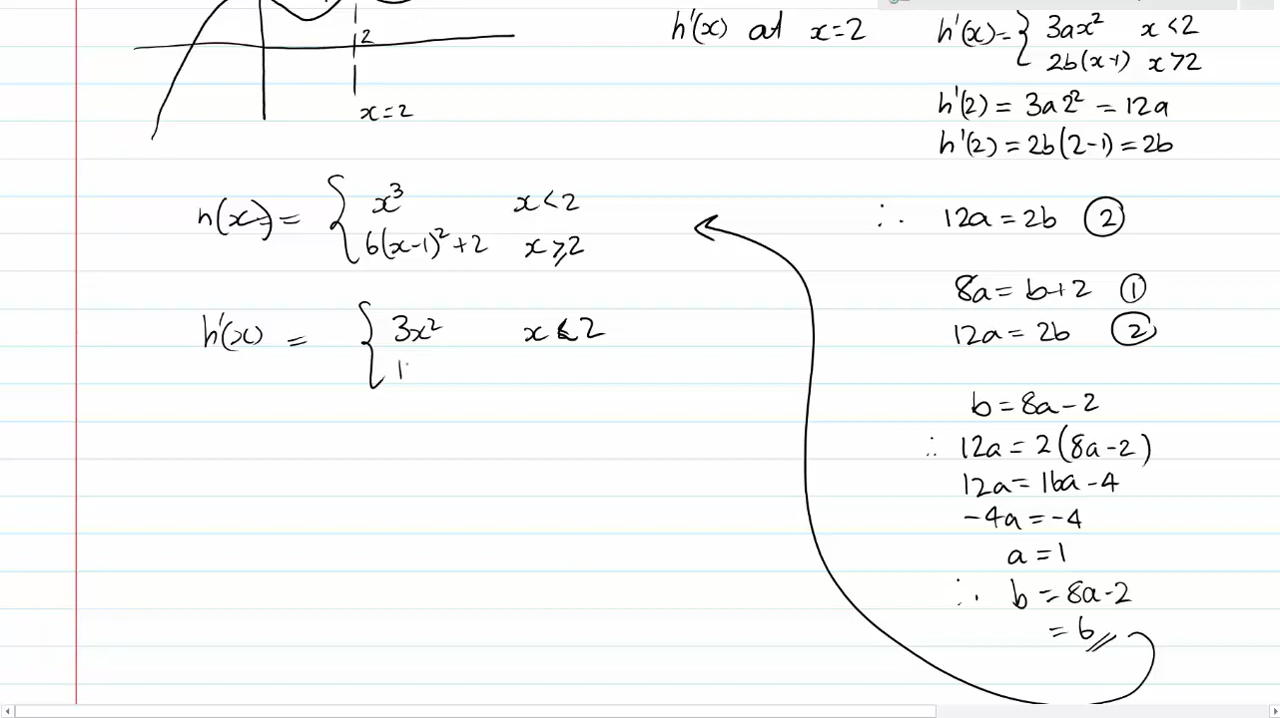 2
x=2
h'(x) at x=2
h'(x)= { 3ax² x<2
2b(x-1) x>2
h'(2) = 3a2² = 12a
h'(2) = 2b(2-1) = 2b
∴ 12a = 2b ②
8a = b+2 ①
12a = 2b ②
b = 8a-2
∴ 12a = 2(8a-2)
12a = 16a-4
-4a = -4
a = 1
∴ b = 8a-2
= 6
h(x) = { x³ x<2
6(x-1)²+2 x≥2
h'(x) = { 3x² x<2
1